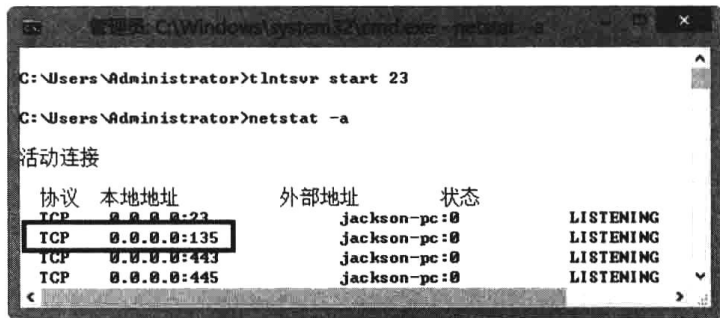 管理员: C:\Windows\system32\cmd.exe - netstat -a
C:\Users\Administrator>tlntsvr start 23
C:\Users\Administrator>netstat -a
活动连接
协议 本地地址 外部地址 状态
TCP 0.0.0.0:23 jackson-pc:0 LISTENING
TCP 0.0.0.0:135 jackson-pc:0 LISTENING
TCP 0.0.0.0:443 jackson-pc:0 LISTENING
TCP 0.0.0.0:445 jackson-pc:0 LISTENING